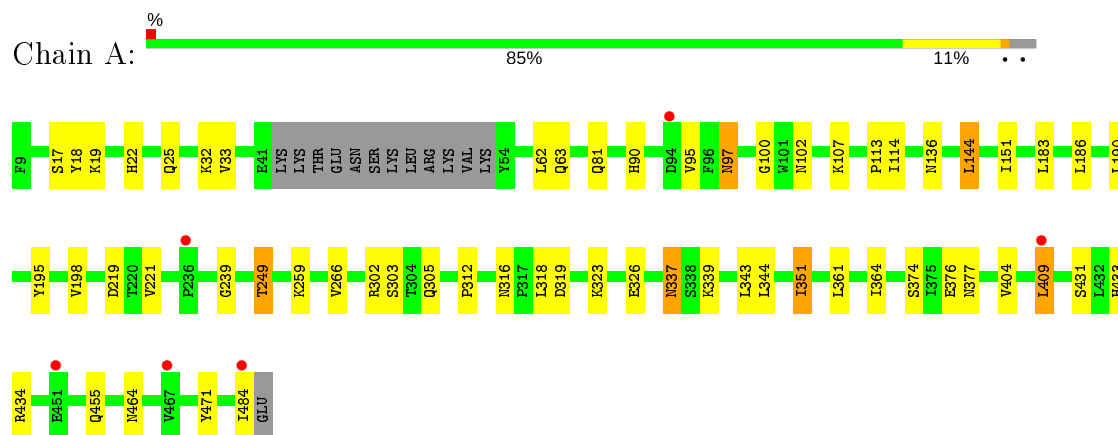 %
Chain A:
85% 11% • •
F9 S17 Y18 K19 H22 Q25 K32 V33 E41 LYS LYS THR GLU ASN SER LYS LEU ARG LYS VAL LYS Y54 L62 Q63 Q81 H90 D94 V95 F96 N97 G100 W101 N102 K107 P113 I114 N136 L144 I151 L183 L186 L190
Y195 V198 D219 T220 V221 P236 G239 T249 K259 V266 R302 S303 T304 Q305 P312 N316 P317 L318 D319 K323 E326 N337 S338 K339 L343 L344 I351 L361 I364 S374 I375 E376 N377 V404 L409 S431 L432 H433
R434 E451 Q455 N464 V467 Y471 I484 GLU